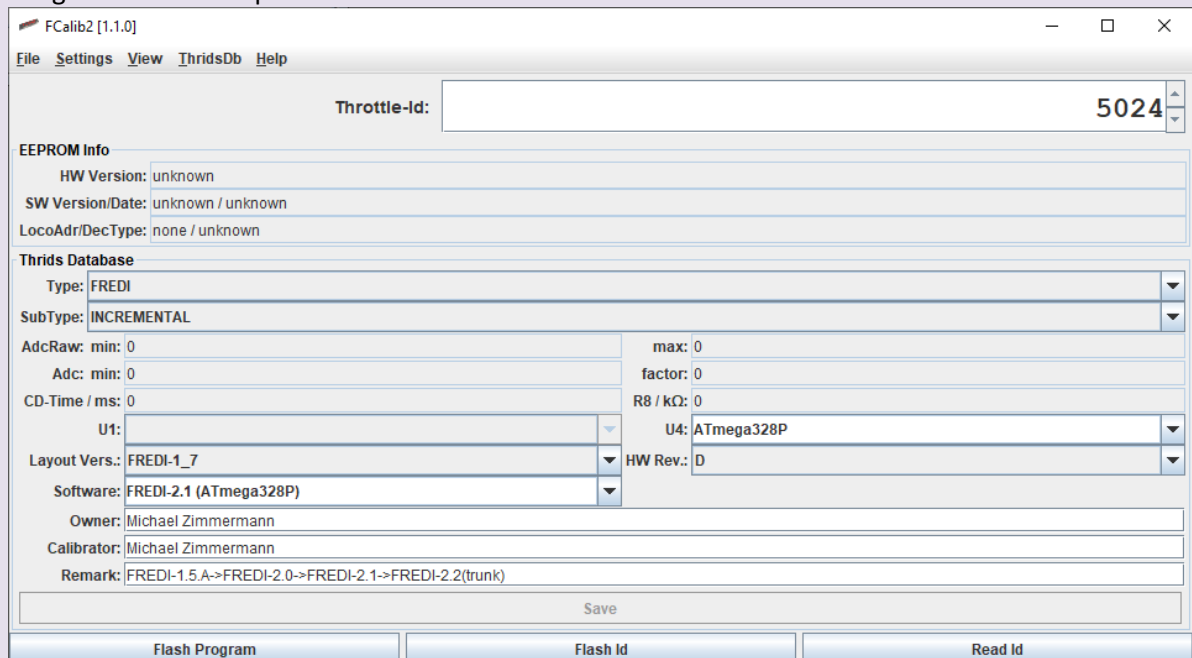 FCalib2 [1.1.0]
File Settings View ThridsDb Help
Throttle-Id: 5024
EEPROM Info
HW Version: unknown
SW Version/Date: unknown / unknown
LocoAdr/DecType: none / unknown
Thrids Database
Type: FREDI
SubType: INCREMENTAL
AdcRaw: min: 0 max: 0
Adc: min: 0 factor: 0
CD-Time / ms: 0 R8 / kΩ: 0
U1: U4: ATmega328P
Layout Vers.: FREDI-1_7 HW Rev.: D
Software: FREDI-2.1 (ATmega328P)
Owner: Michael Zimmermann
Calibrator: Michael Zimmermann
Remark: FREDI-1.5.A->FREDI-2.0->FREDI-2.1->FREDI-2.2(trunk)
Save
Flash Program Flash Id Read Id